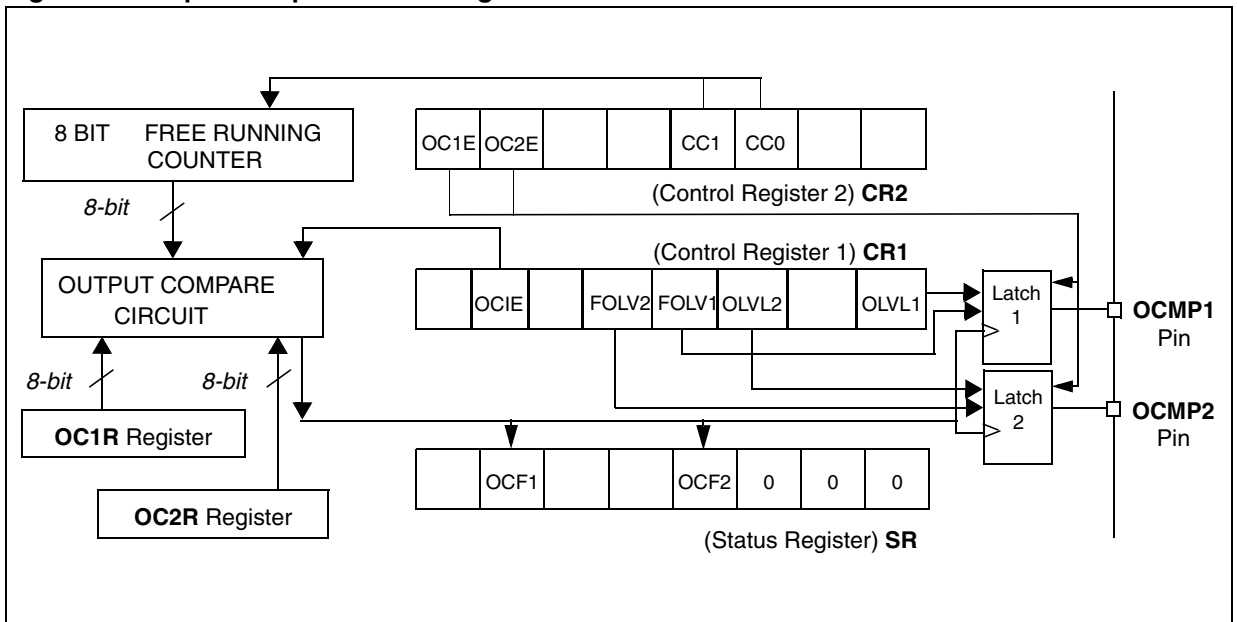 8 BIT FREE RUNNING
COUNTER
8-bit
OC1E OC2E CC1 CC0
(Control Register 2) CR2
(Control Register 1) CR1
OUTPUT COMPARE
CIRCUIT
OCIE FOLV2 FOLV1 OLVL2 OLVL1
Latch
1
OCMP1
Pin
8-bit
8-bit
Latch
2
OCMP2
Pin
OC1R Register
OCF1 OCF2 0 0 0
OC2R Register
(Status Register) SR